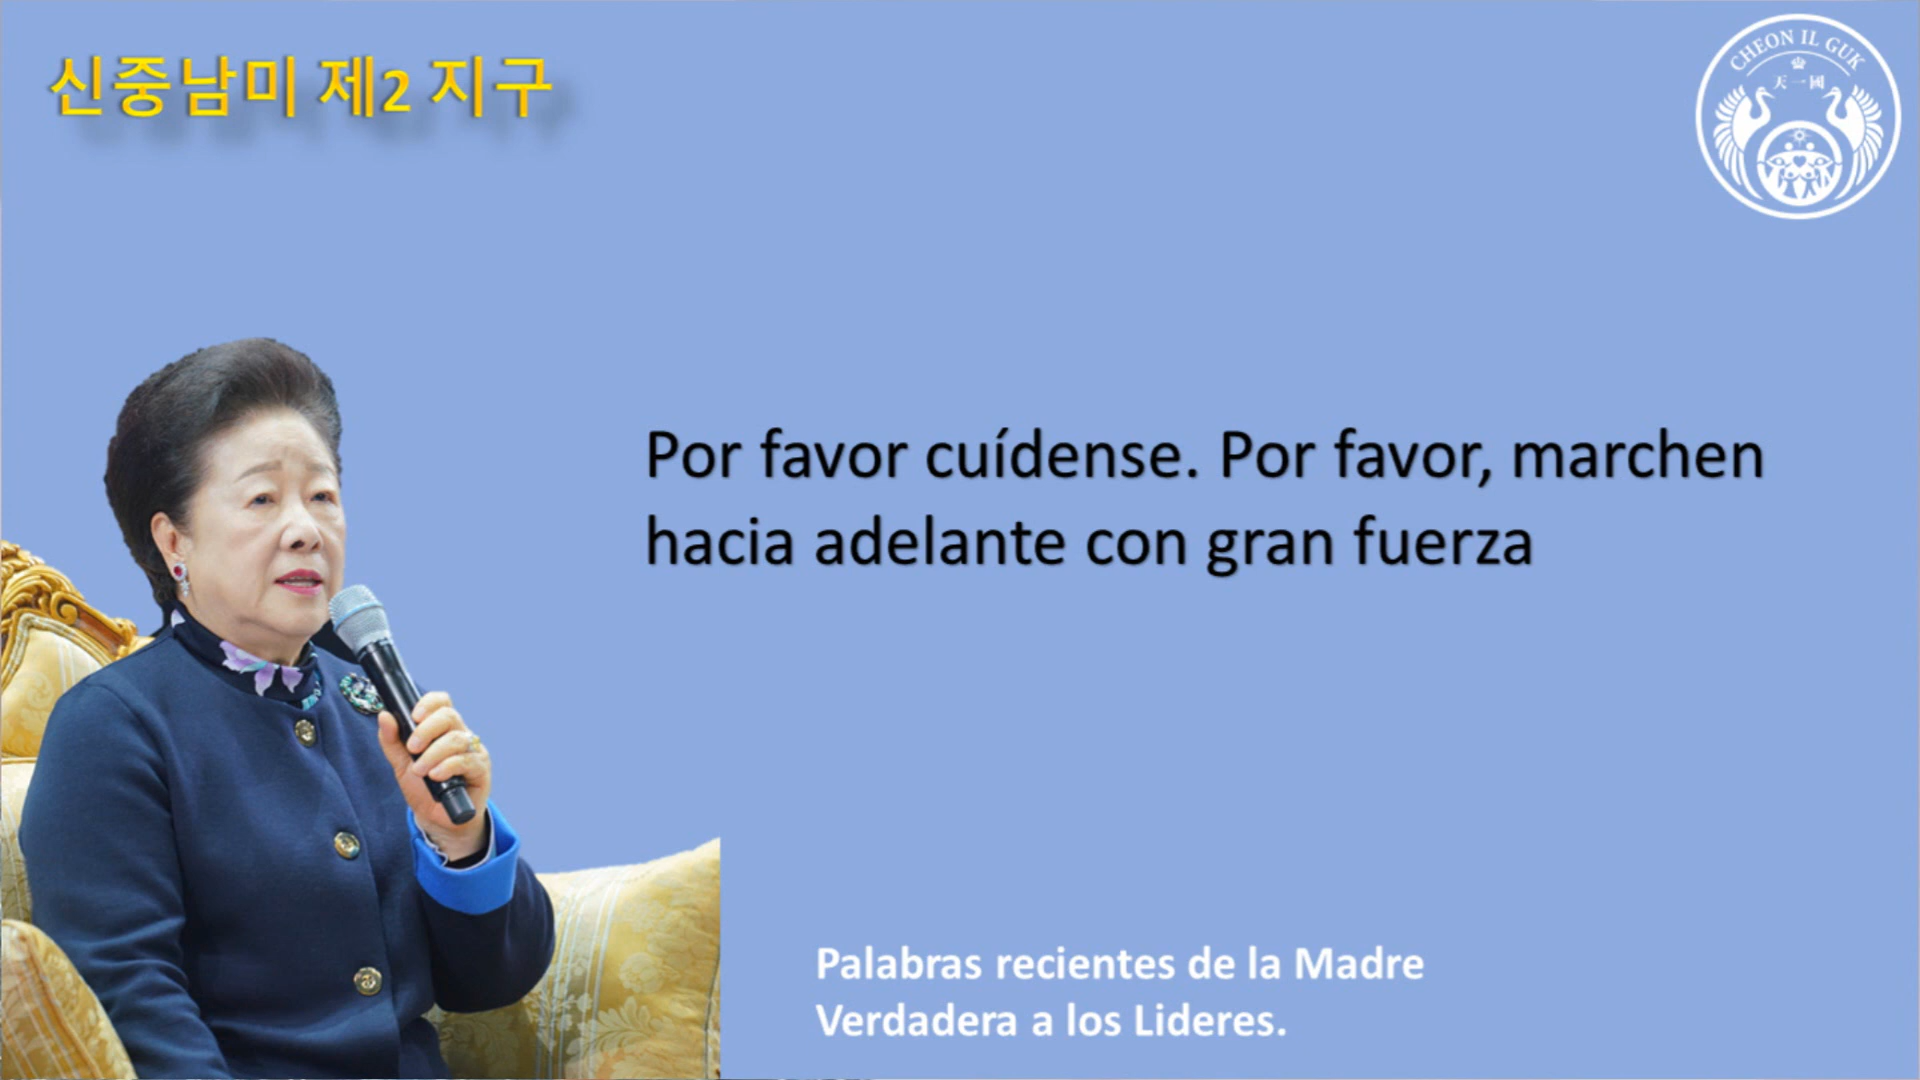 신중남미 제2 지구
CHEON IL GUK
天一國
Por favor cuídense. Por favor, marchen
hacia adelante con gran fuerza
Palabras recientes de la Madre
Verdadera a los Lideres.